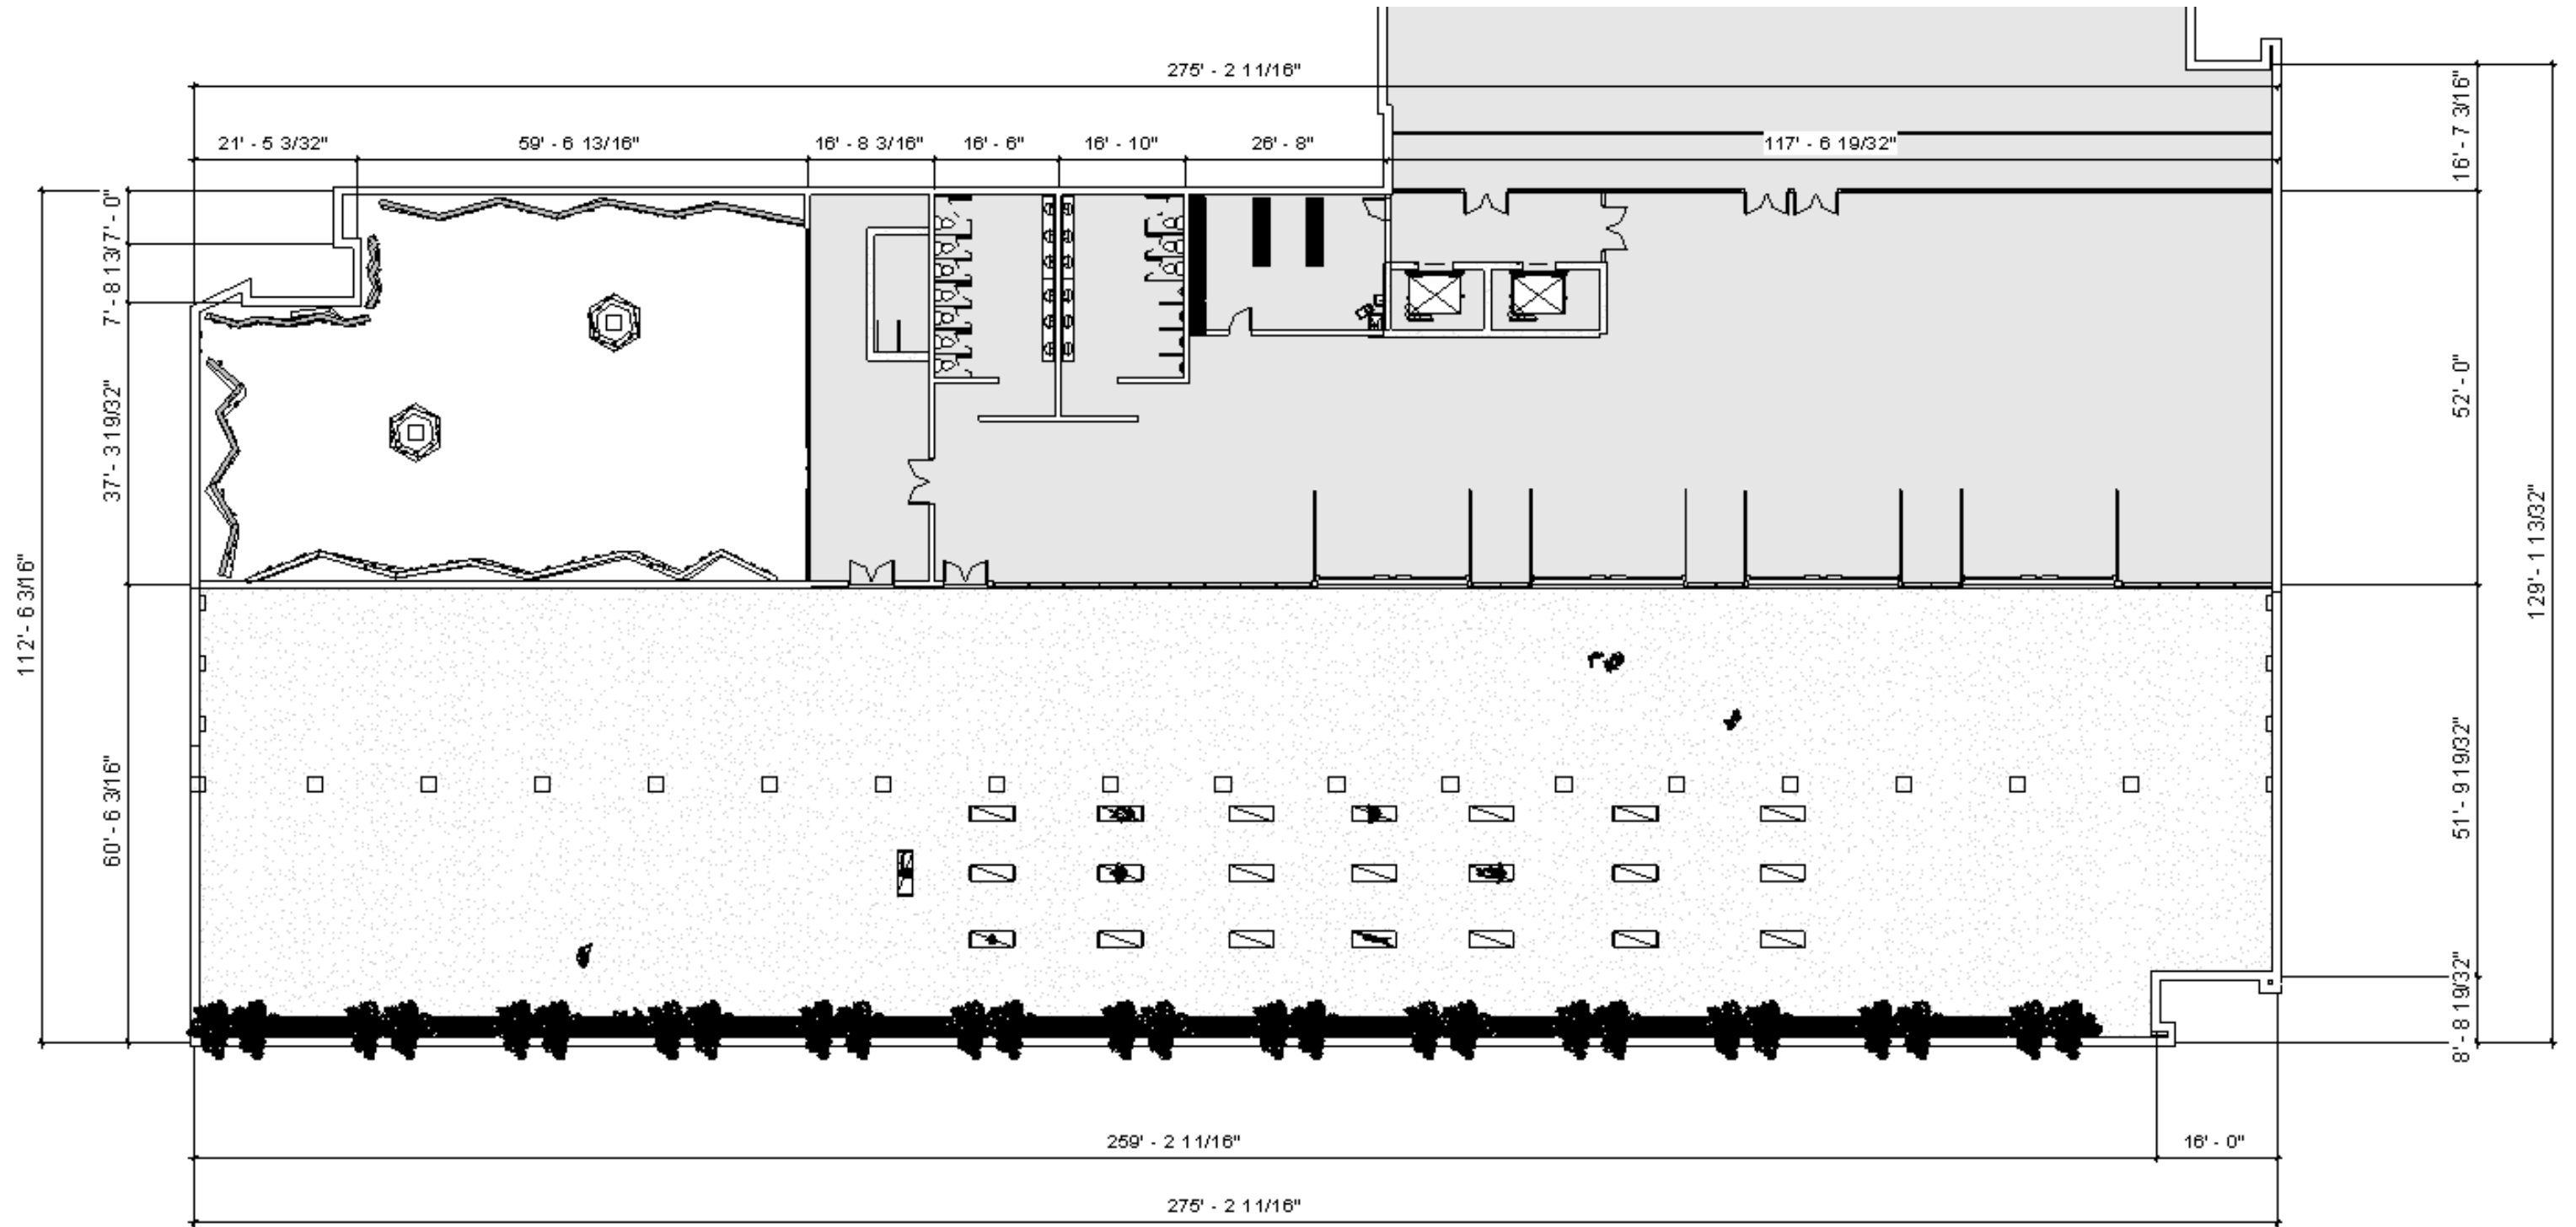 275' - 2 11/16"
21' - 5 3/32"
59' - 6 13/16"
16' - 8 3/16"
16' - 6"
16' - 10"
26' - 8"
117' - 6 19/32"
16' - 7 3/16"
7' - 0"
7' - 8 13/
37' - 3 19/32"
52' - 0"
112' - 6 3/16"
129' - 1 13/32"
60' - 6 3/16"
51' - 9 19/32"
8' - 8 19/32"
259' - 2 11/16"
16' - 0"
275' - 2 11/16"